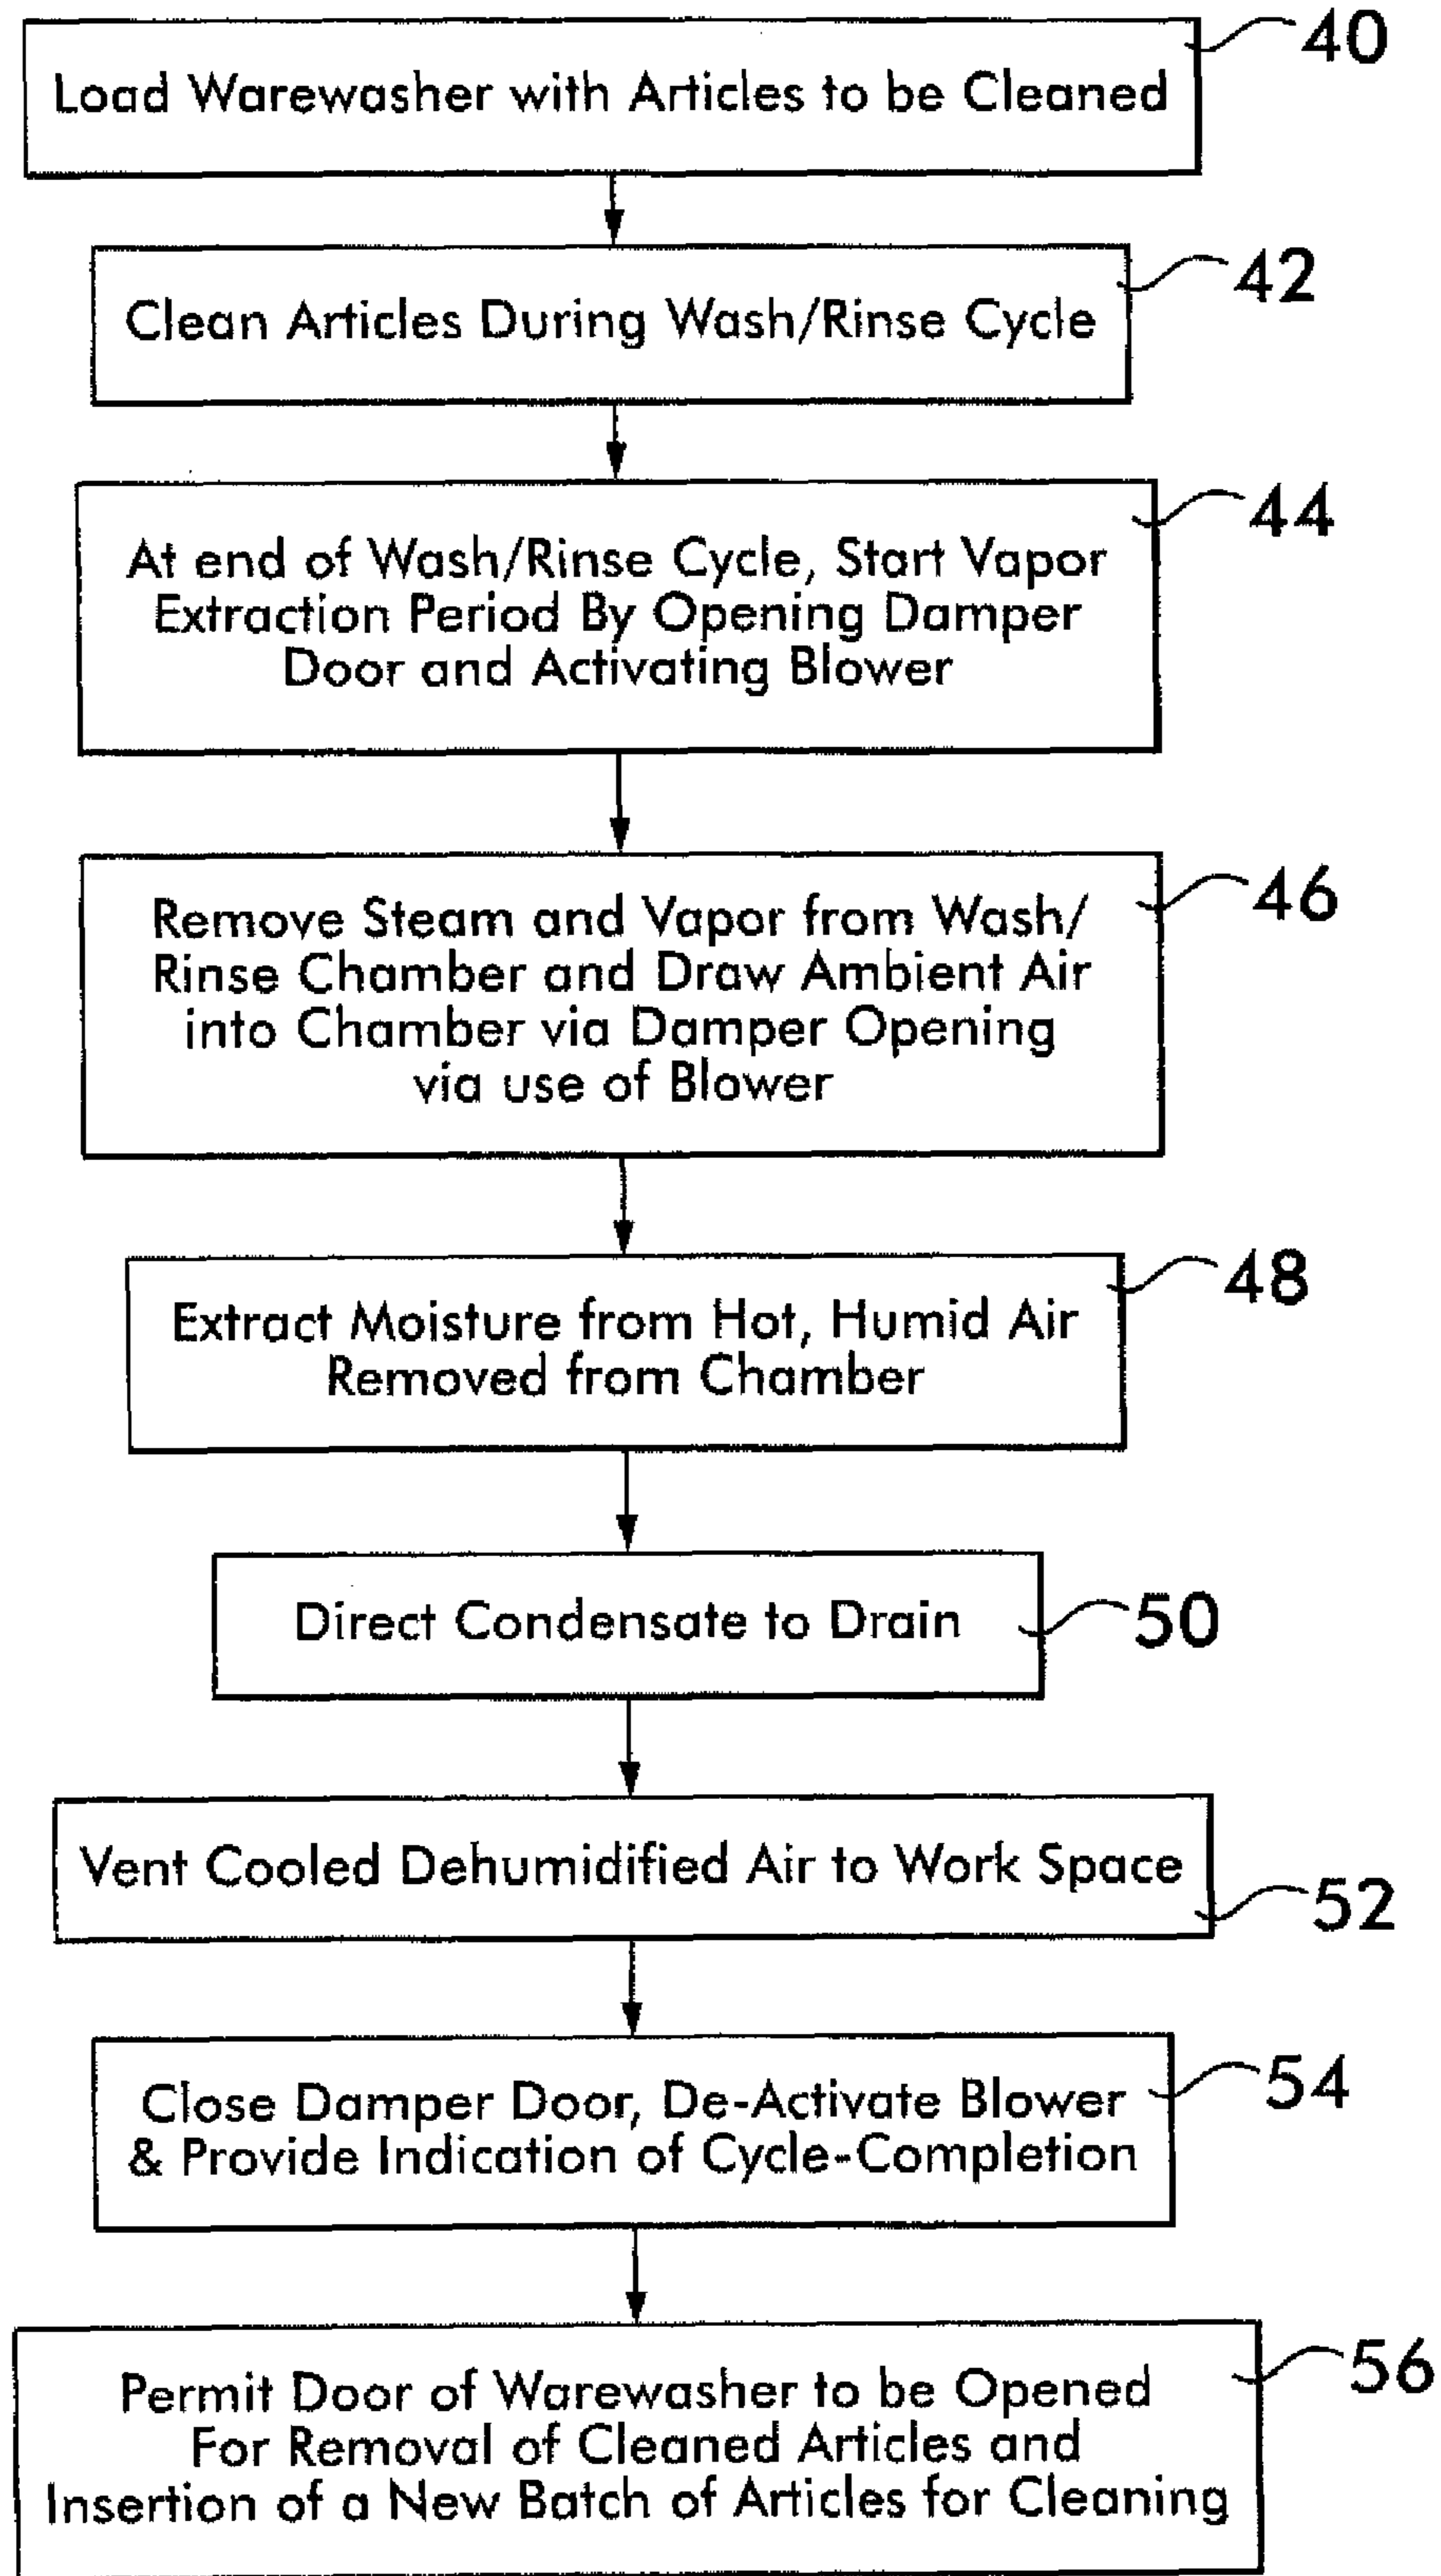 40
Load Warewasher with Articles to be Cleaned
42
Clean Articles During Wash/Rinse Cycle
44
At end of Wash/Rinse Cycle, Start Vapor
Extraction Period By Opening Damper
Door and Activating Blower
46
Remove Steam and Vapor from Wash/
Rinse Chamber and Draw Ambient Air
into Chamber via Damper Opening
via use of Blower
48
Extract Moisture from Hot, Humid Air
Removed from Chamber
50
Direct Condensate to Drain
Vent Cooled Dehumidified Air to Work Space
52
54
Close Damper Door, De-Activate Blower
& Provide Indication of Cycle-Completion
56
Permit Door of Warewasher to be Opened
For Removal of Cleaned Articles and
Insertion of a New Batch of Articles for Cleaning